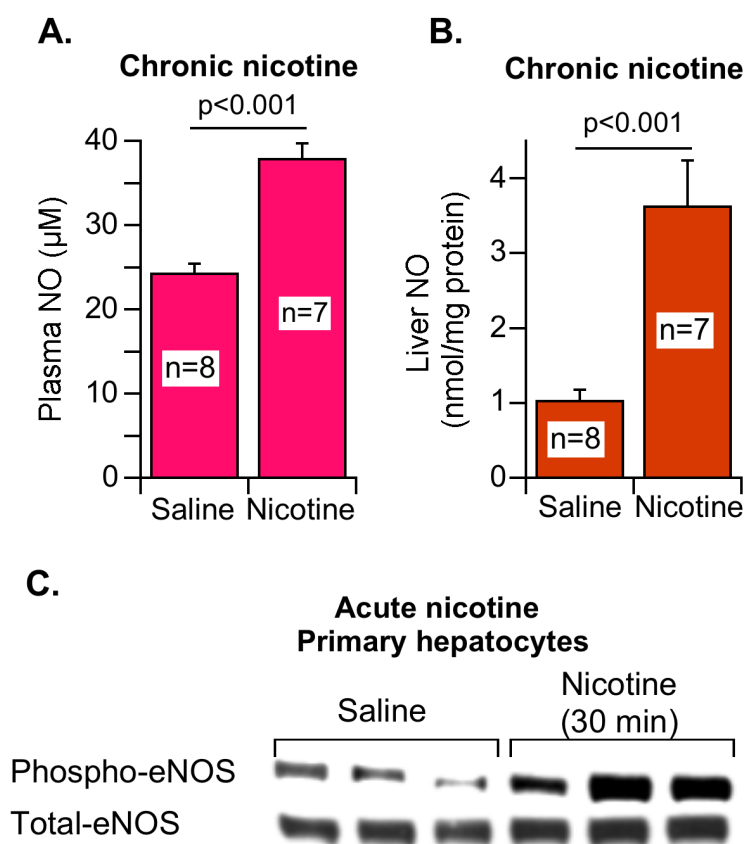 A.
Chronic nicotine
p<0.001
Plasma NO (µM)
40
30
20
10
0
n=8
n=7
Saline Nicotine
B.
Chronic nicotine
p<0.001
Liver NO
(nmol/mg protein)
4
3
2
1
0
n=8
n=7
Saline Nicotine
C.
Acute nicotine
Primary hepatocytes
Saline
Nicotine
(30 min)
Phospho-eNOS
Total-eNOS